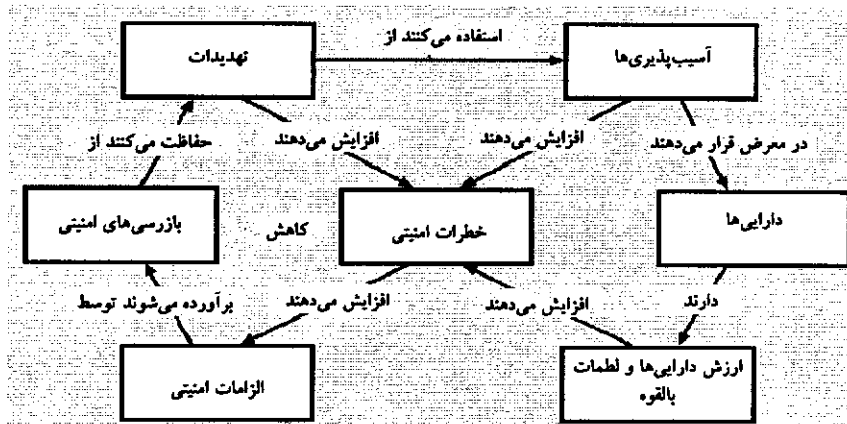 استفاده می‌کنند از
آسیب‌پذیری‌ها
تهدیدات
در معرض قرار می‌دهند
افزایش می‌دهند
افزایش می‌دهند
حفاظت می‌کنند از
دارایی‌ها
خطرات امنیتی
کاهش
بازرسی‌های امنیتی
دارند
افزایش می‌دهند
افزایش می‌دهند
برآورده می‌شوند توسط
ارزش دارایی‌ها و لطمات
بالقوه
الزامات امنیتی